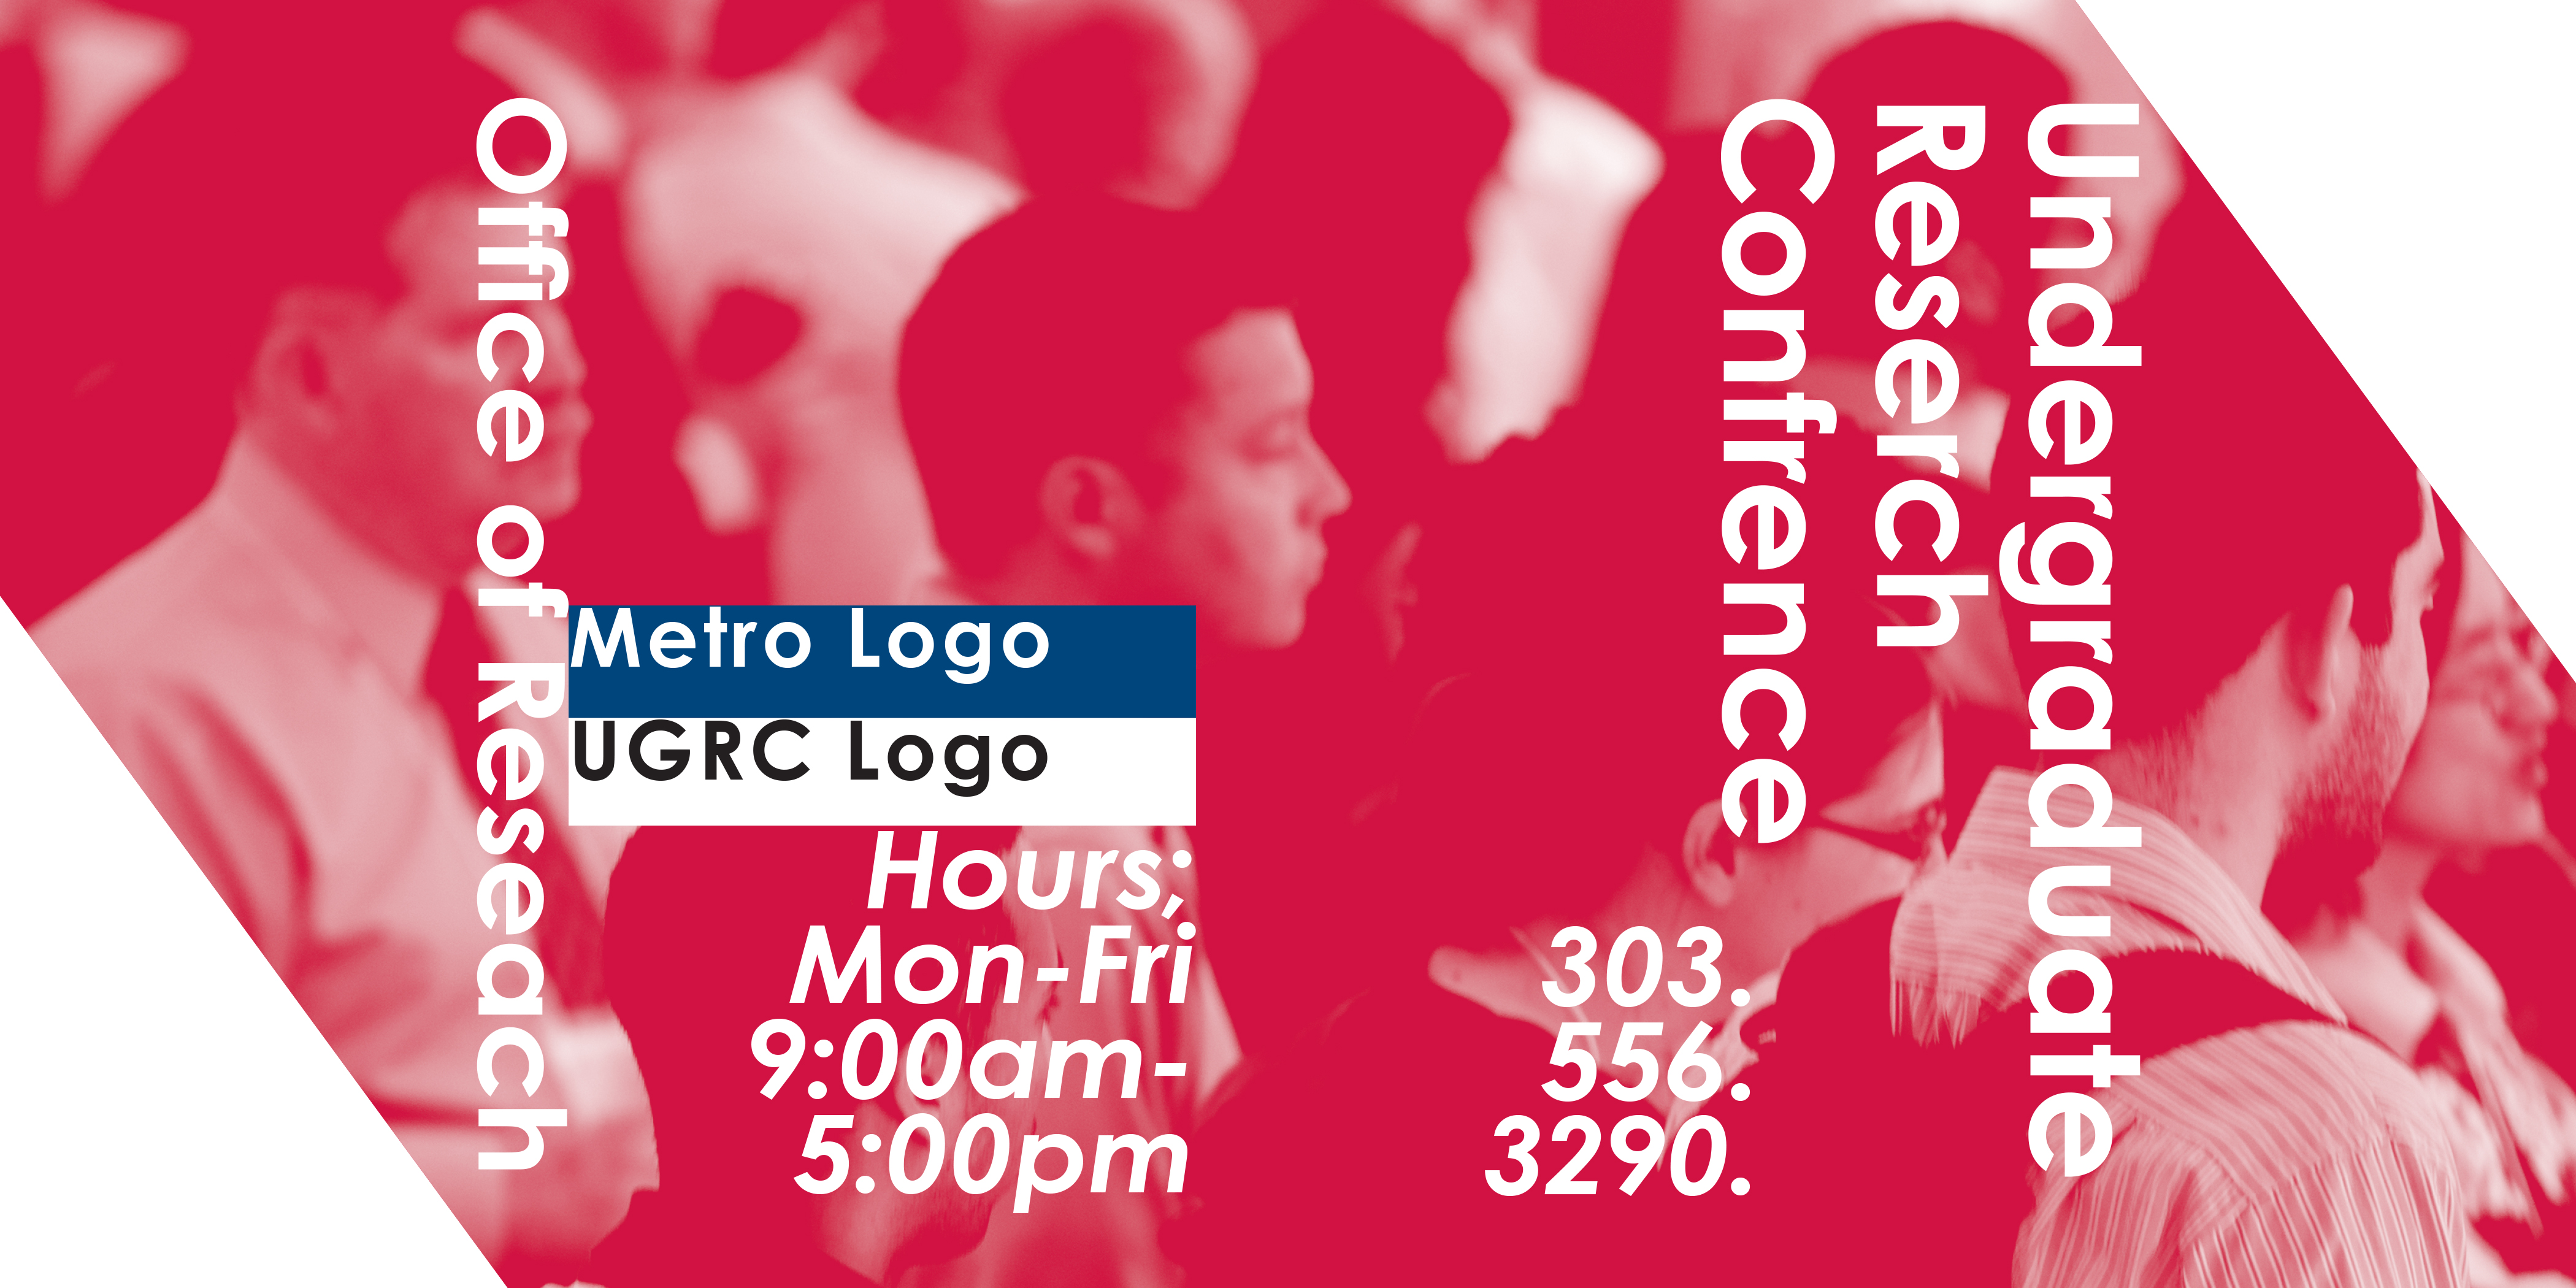 Office of Reseach
Metro Logo
UGRC Logo
Hours;
Mon-Fri
9:00am-
5:00pm
303.
556.
3290.
Undergraduate
Reserch
Confrence